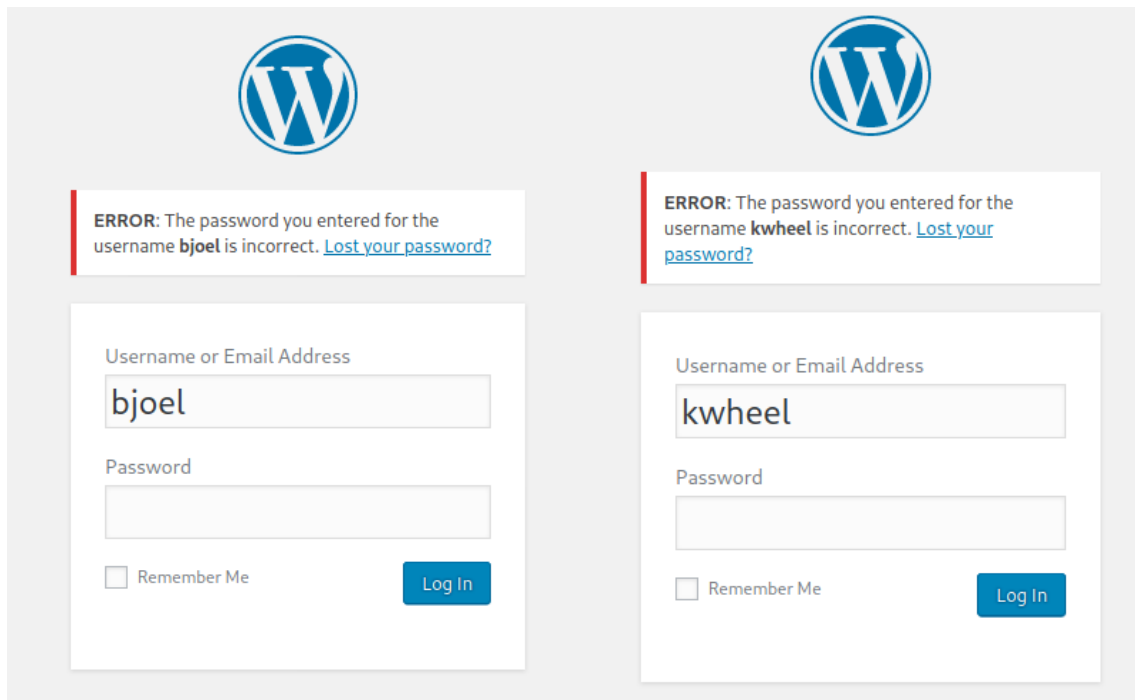 ERROR: The password you entered for the
username bjoel is incorrect. Lost your password?
Username or Email Address
bjoel
Password
Remember Me
Log In
ERROR: The password you entered for the
username kwheel is incorrect. Lost your
password?
Username or Email Address
kwheel
Password
Remember Me
Log In